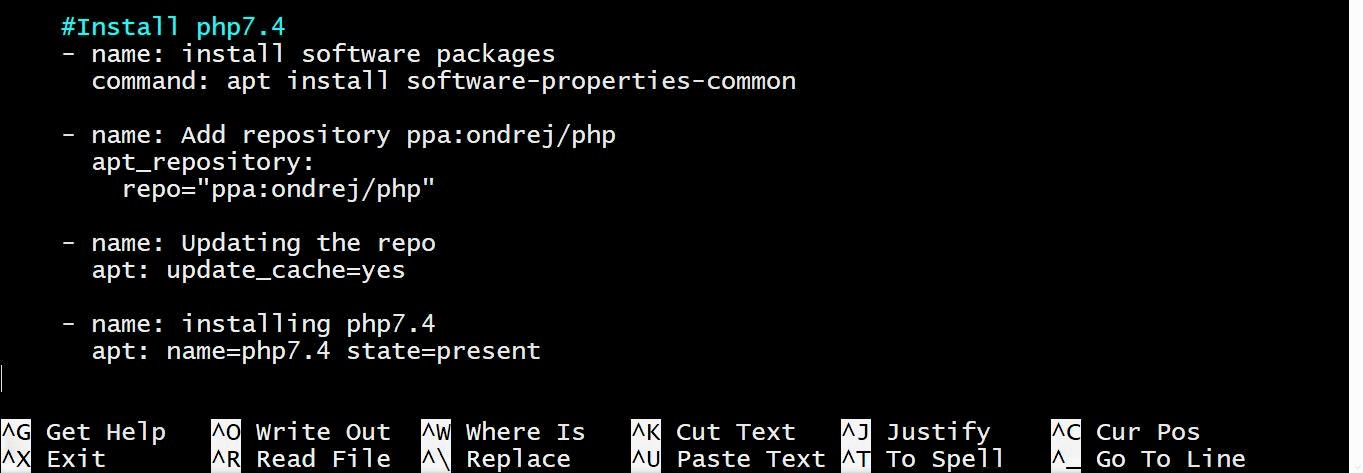 #Install php7.4
- name: install software packages
command: apt install software-properties-common
- name: Add repository ppa:ondrej/php
apt_repository:
repo="ppa:ondrej/php"
- name: Updating the repo
apt: update_cache=yes
- name: installing php7.4
apt: name=php7.4 state=present
^G Get Help ^O Write Out ^W Where Is ^K Cut Text ^J Justify ^C Cur Pos
^X Exit ^R Read File ^\ Replace ^U Paste Text ^T To Spell ^_ Go To Line